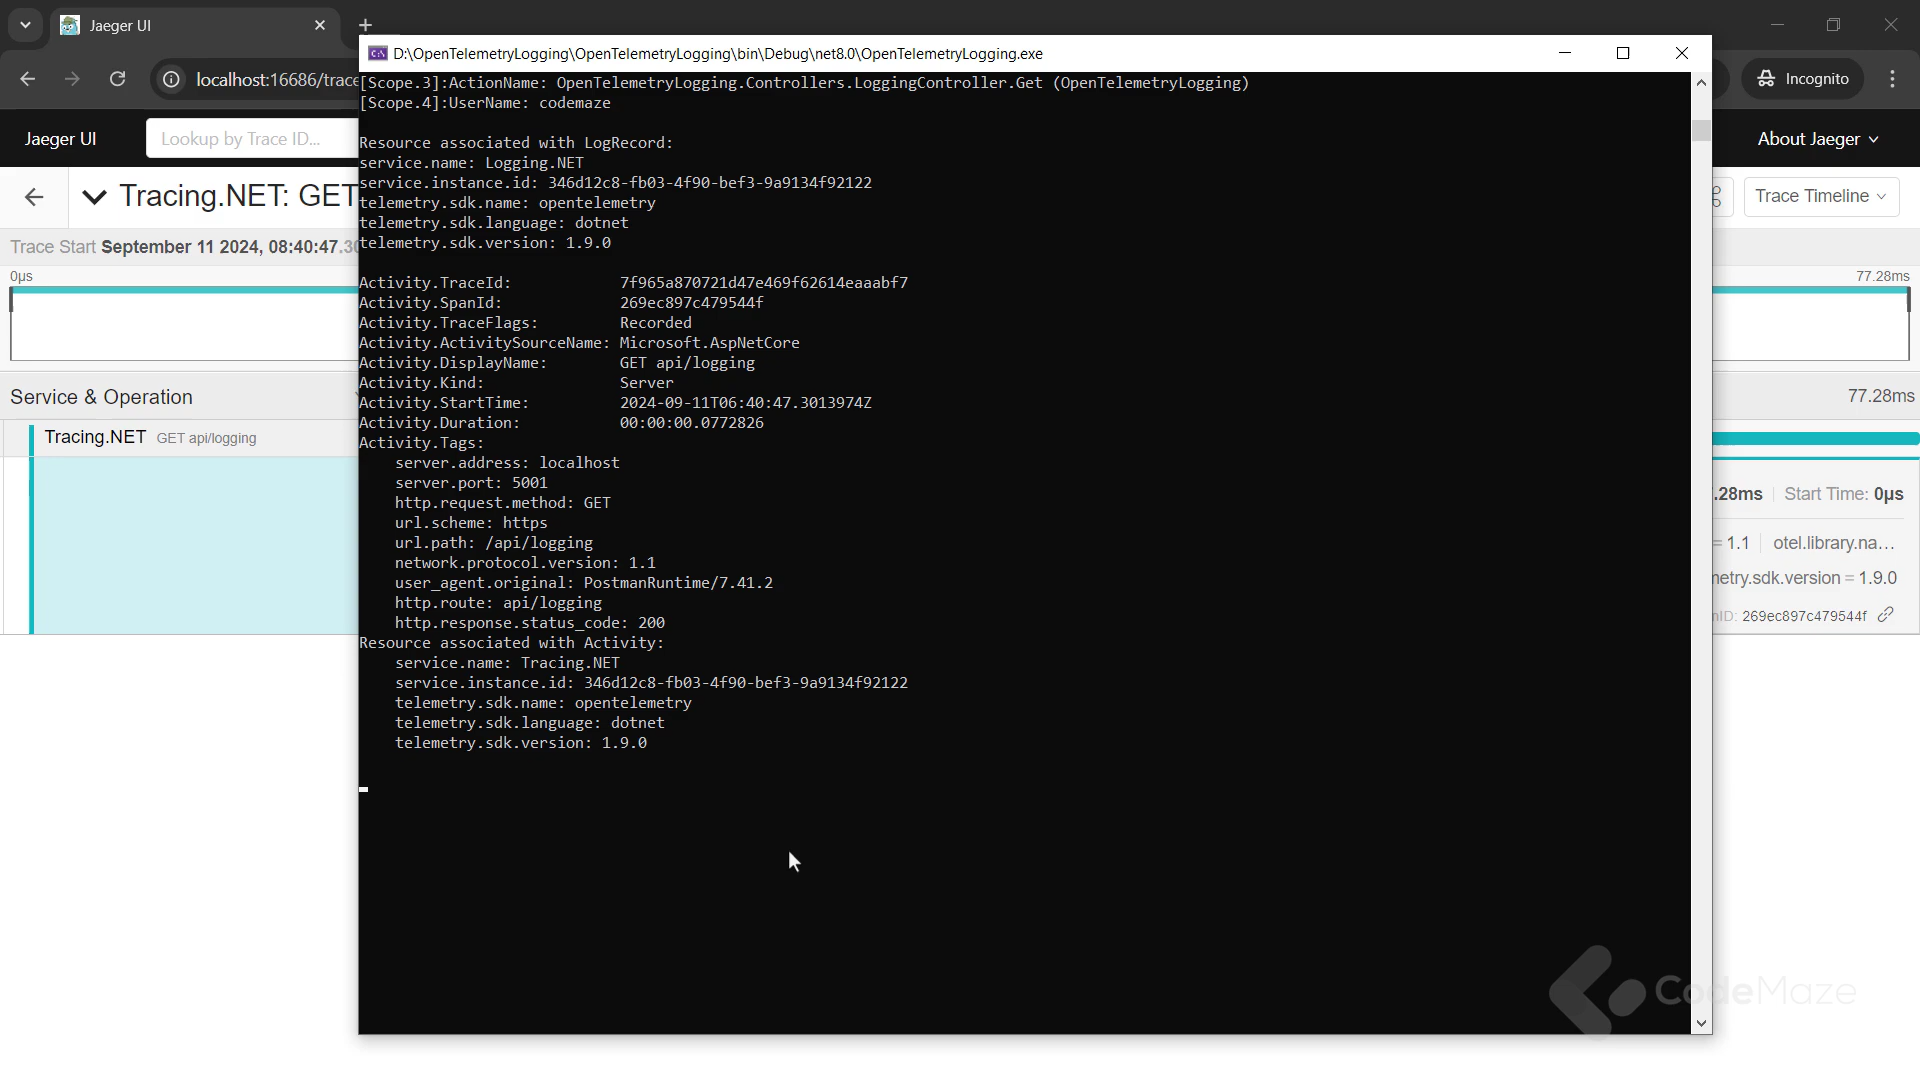 Jaeger UI
D:\OpenTelemetryLogging\OpenTelemetryLogging\bin\Debug\net8.0\OpenTelemetryLogging.exe
localhost:16686/trace
Incognito
Jaeger UI
Lookup by Trace ID...
About Jaeger
Tracing.NET: GET
Trace Timeline
Trace Start September 11 2024, 08:40:47.30
0μs
77.28ms
Service & Operation
77.28ms
Tracing.NET GET api/logging
.28ms Start Time: 0μs
= 1.1 otel.library.na...
metry.sdk.version = 1.9.0
nID: 269ec897c479544f
[Scope.3]:ActionName: OpenTelemetryLogging.Controllers.LoggingController.Get (OpenTelemetryLogging)
[Scope.4]:UserName: codemaze
Resource associated with LogRecord:
service.name: Logging.NET
service.instance.id: 346d12c8-fb03-4f90-bef3-9a9134f92122
telemetry.sdk.name: opentelemetry
telemetry.sdk.language: dotnet
telemetry.sdk.version: 1.9.0
Activity.TraceId: 7f965a870721d47e469f62614eaaabf7
Activity.SpanId: 269ec897c479544f
Activity.TraceFlags: Recorded
Activity.ActivitySourceName: Microsoft.AspNetCore
Activity.DisplayName: GET api/logging
Activity.Kind: Server
Activity.StartTime: 2024-09-11T06:40:47.3013974Z
Activity.Duration: 00:00:00.0772826
Activity.Tags:
server.address: localhost
server.port: 5001
http.request.method: GET
url.scheme: https
url.path: /api/logging
network.protocol.version: 1.1
user_agent.original: PostmanRuntime/7.41.2
http.route: api/logging
http.response.status_code: 200
Resource associated with Activity:
service.name: Tracing.NET
service.instance.id: 346d12c8-fb03-4f90-bef3-9a9134f92122
telemetry.sdk.name: opentelemetry
telemetry.sdk.language: dotnet
telemetry.sdk.version: 1.9.0
CodeMaze